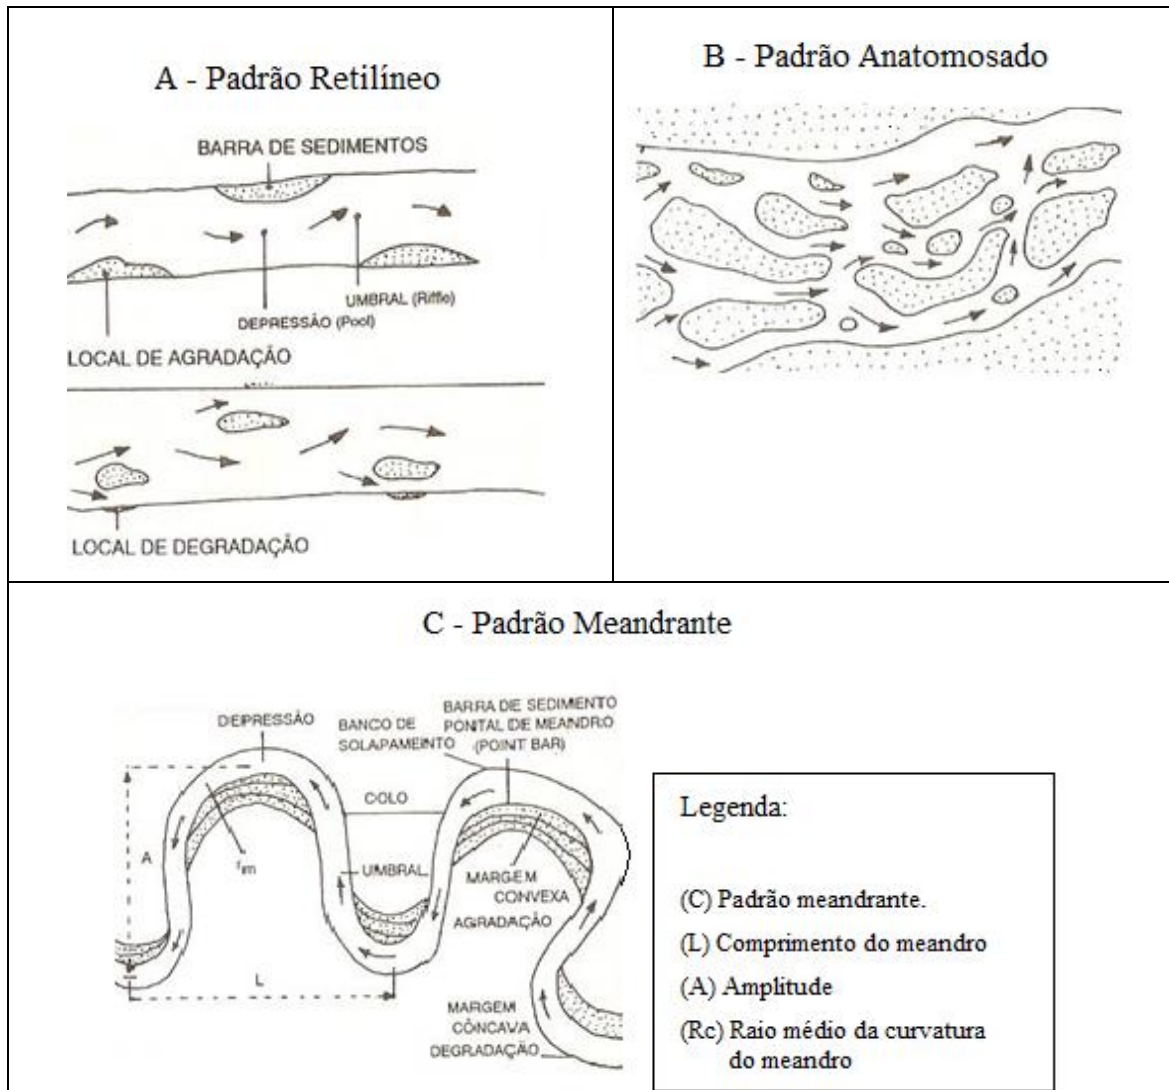 A - Padrão Retilíneo
BARRA DE SEDIMENTOS
UMBRAL (Riffle)
DEPRESSÃO (Pool)
LOCAL DE AGRADAÇÃO
LOCAL DE DEGRADAÇÃO
B - Padrão Anatomosado
C - Padrão Meandrante
DEPRESSÃO
BANCO DE
SOLAPAMEINTO
BARRA DE SEDIMENTO
PONTAL DE MEANDRO
(POINT BAR)
COLO
A
rm
UMBRAL
MARGEM
CONVEXA
AGRADAÇÃO
L
MARGEM
CÔNCAVA
DEGRADAÇÃO
Legenda:
(C) Padrão meandrante.
(L) Comprimento do meandro
(A) Amplitude
(Rc) Raio médio da curvatura
do meandro